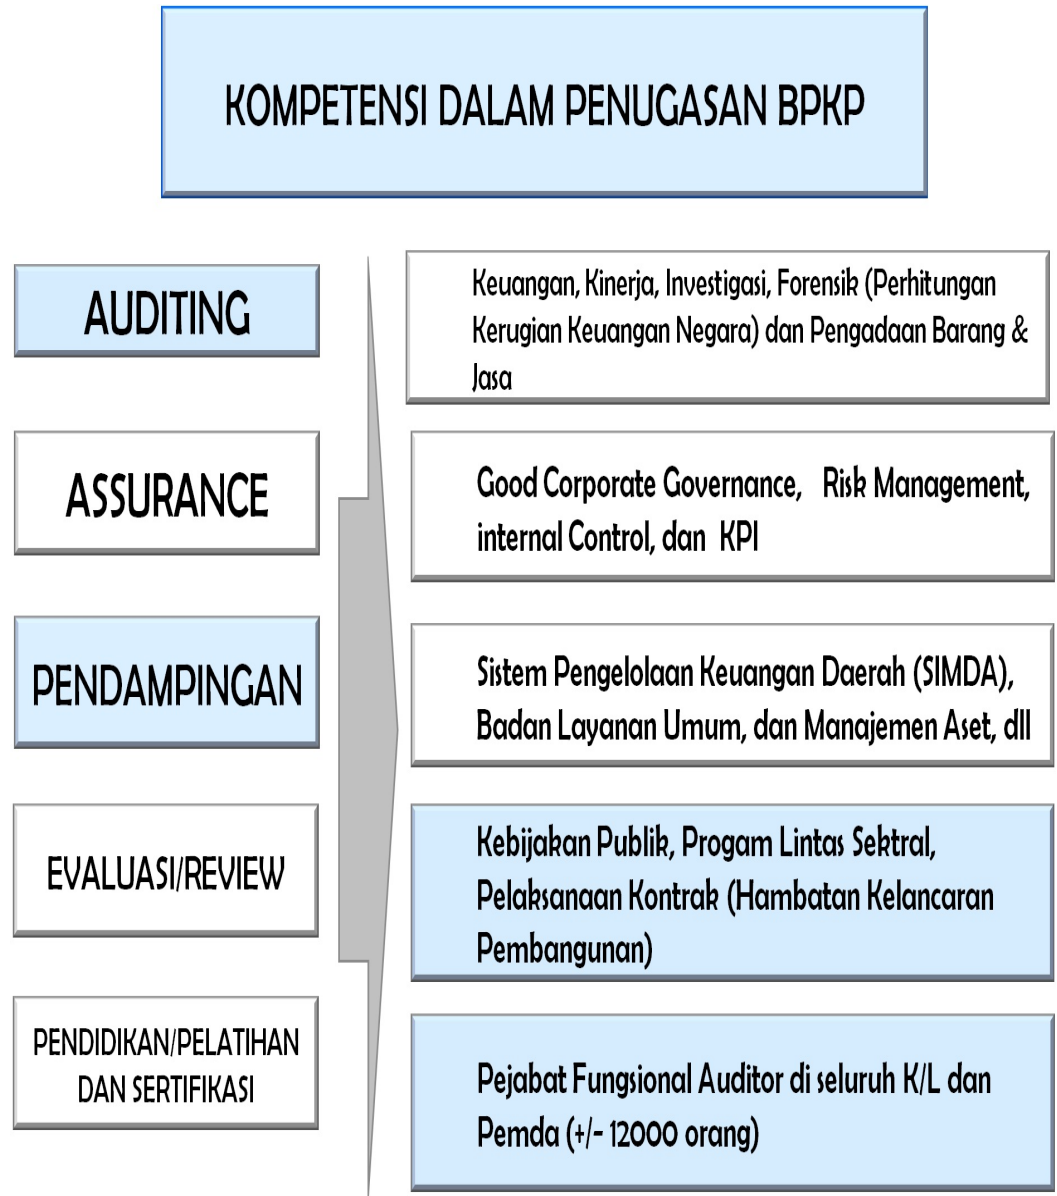 KOMPETENSI DALAM PENUGASAN BPKP
AUDITING
Keuangan, Kinerja, Investigasi, Forensik (Perhitungan
Kerugian Keuangan Negara) dan Pengadaan Barang &
Jasa
ASSURANCE
Good Corporate Governance, Risk Management,
internal Control, dan KPI
PENDAMPINGAN
Sistem Pengelolaan Keuangan Daerah (SIMDA),
Badan Layanan Umum, dan Manajemen Aset, dll
EVALUASI/REVIEW
Kebijakan Publik, Progam Lintas Sektral,
Pelaksanaan Kontrak (Hambatan Kelancaran
Pembangunan)
PENDIDIKAN/PELATIHAN
DAN SERTIFIKASI
Pejabat Fungsional Auditor di seluruh K/L dan
Pemda (+/- 12000 orang)